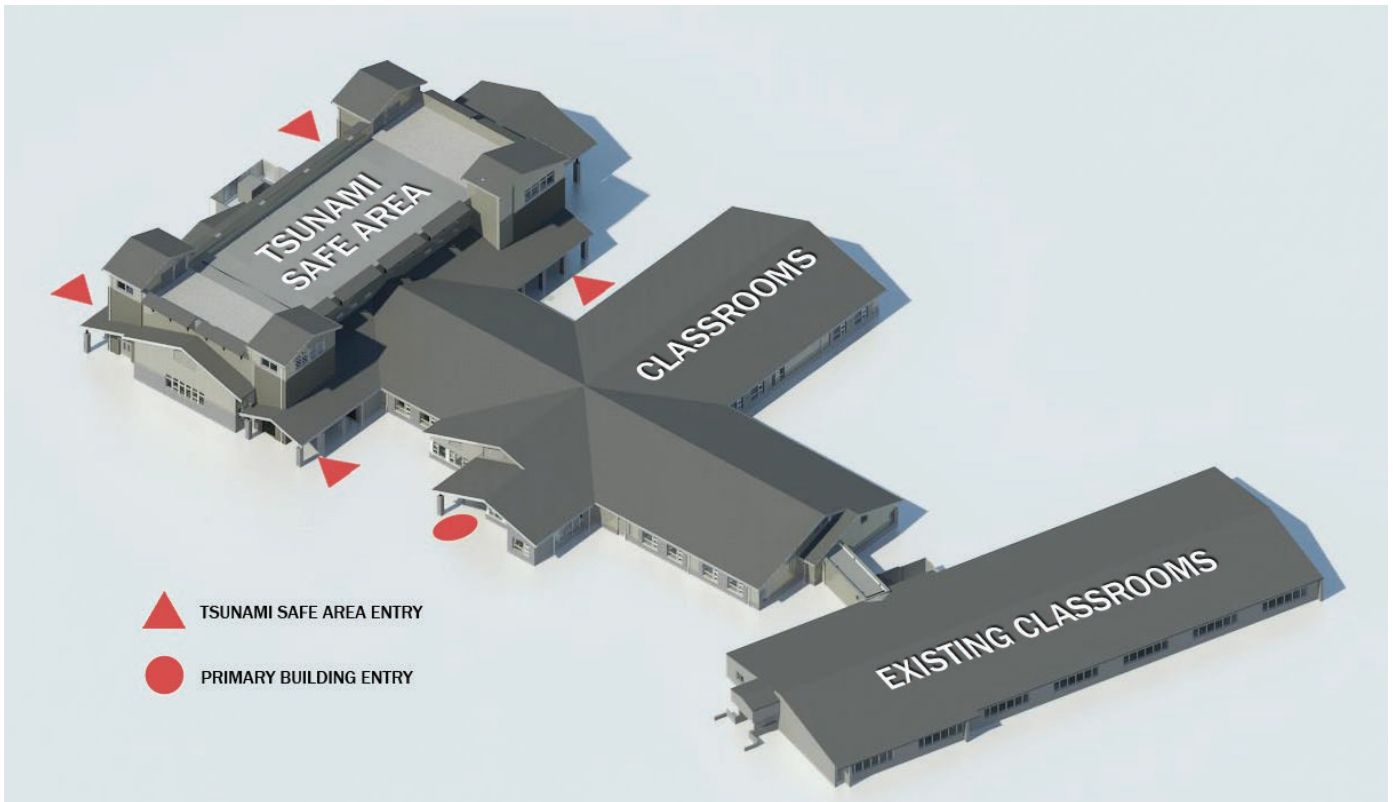 TSUNAMI
SAFE AREA
CLASSROOMS
EXISTING CLASSROOMS
TSUNAMI SAFE AREA ENTRY
PRIMARY BUILDING ENTRY